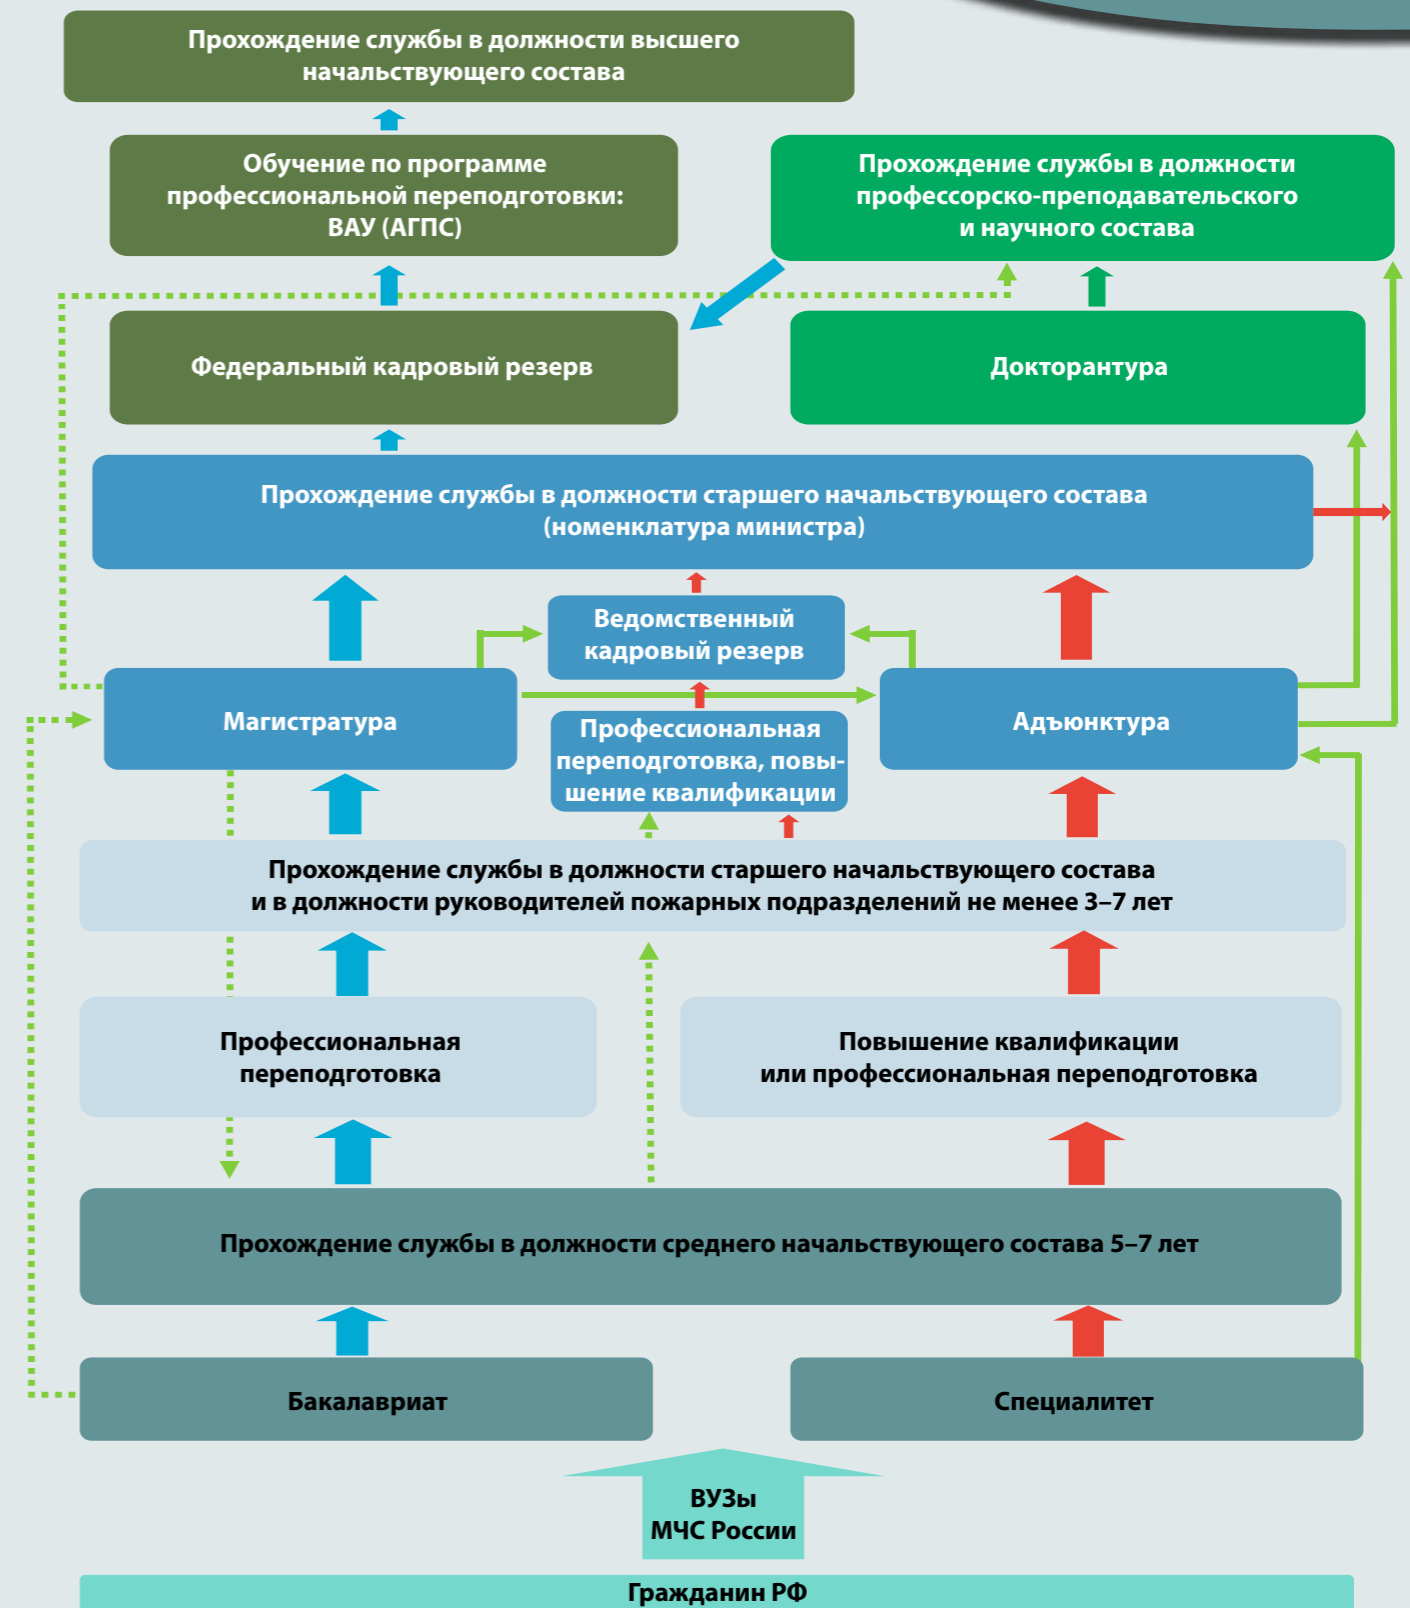 Прохождение службы в должности высшего
начальствующего состава
Обучение по программе
профессиональной переподготовки:
ВАУ (АГПС)
Прохождение службы в должности
профессорско-преподавательского
и научного состава
Федеральный кадровый резерв
Докторантура
Прохождение службы в должности старшего начальствующего состава
(номенклатура министра)
Ведомственный
кадровый резерв
Магистратура
Профессиональная
переподготовка, повы-
шение квалификации
Адъюнктура
Прохождение службы в должности старшего начальствующего состава
и в должности руководителей пожарных подразделений не менее 3–7 лет
Профессиональная
переподготовка
Повышение квалификации
или профессиональная переподготовка
Прохождение службы в должности среднего начальствующего состава 5–7 лет
Бакалавриат
Специалитет
ВУЗы
МЧС России
Гражданин РФ